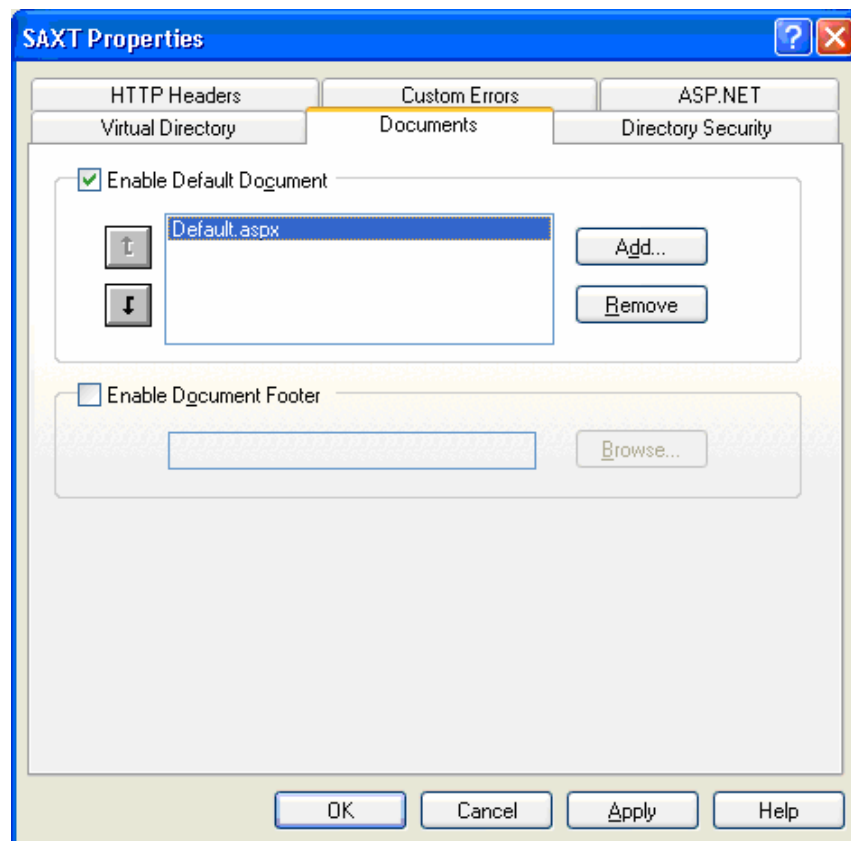 SAXT Properties
HTTP Headers Custom Errors ASP.NET
Virtual Directory Documents Directory Security
Enable Default Document
Default.aspx
Add...
Remove
Enable Document Footer
Browse...
OK Cancel Apply Help